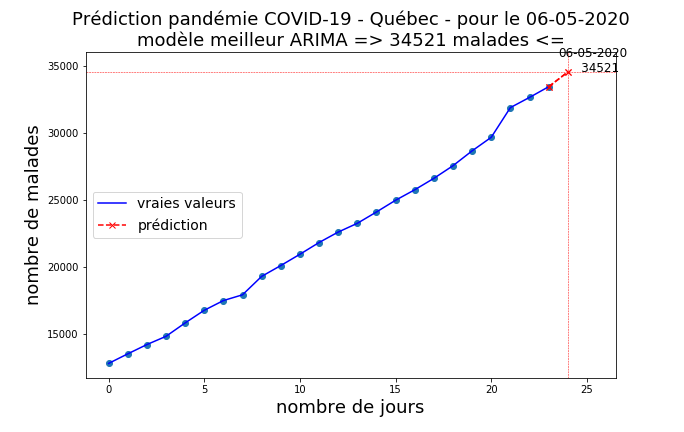 Prédiction pandémie COVID-19 - Québec - pour le 06-05-2020
modèle meilleur ARIMA => 34521 malades <=
06-05-2020
34521
35000
30000
25000
20000
15000
nombre de malades
vraies valeurs
prédiction
0 5 10 15 20 25
nombre de jours